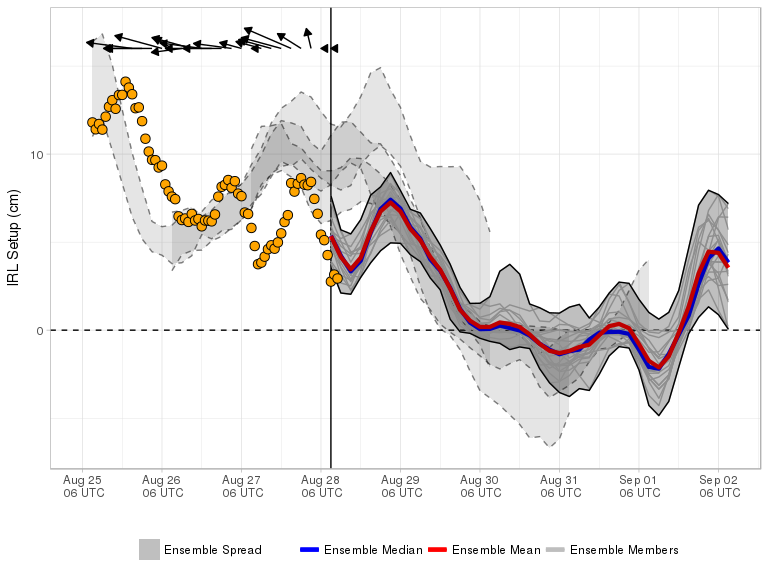 IRL Setup (cm)
10
0
Aug 25 Aug 26 Aug 27 Aug 28 Aug 29 Aug 30 Aug 31 Sep 01 Sep 02
06 UTC 06 UTC 06 UTC 06 UTC 06 UTC 06 UTC 06 UTC 06 UTC 06 UTC
Ensemble Spread Ensemble Median Ensemble Mean Ensemble Members